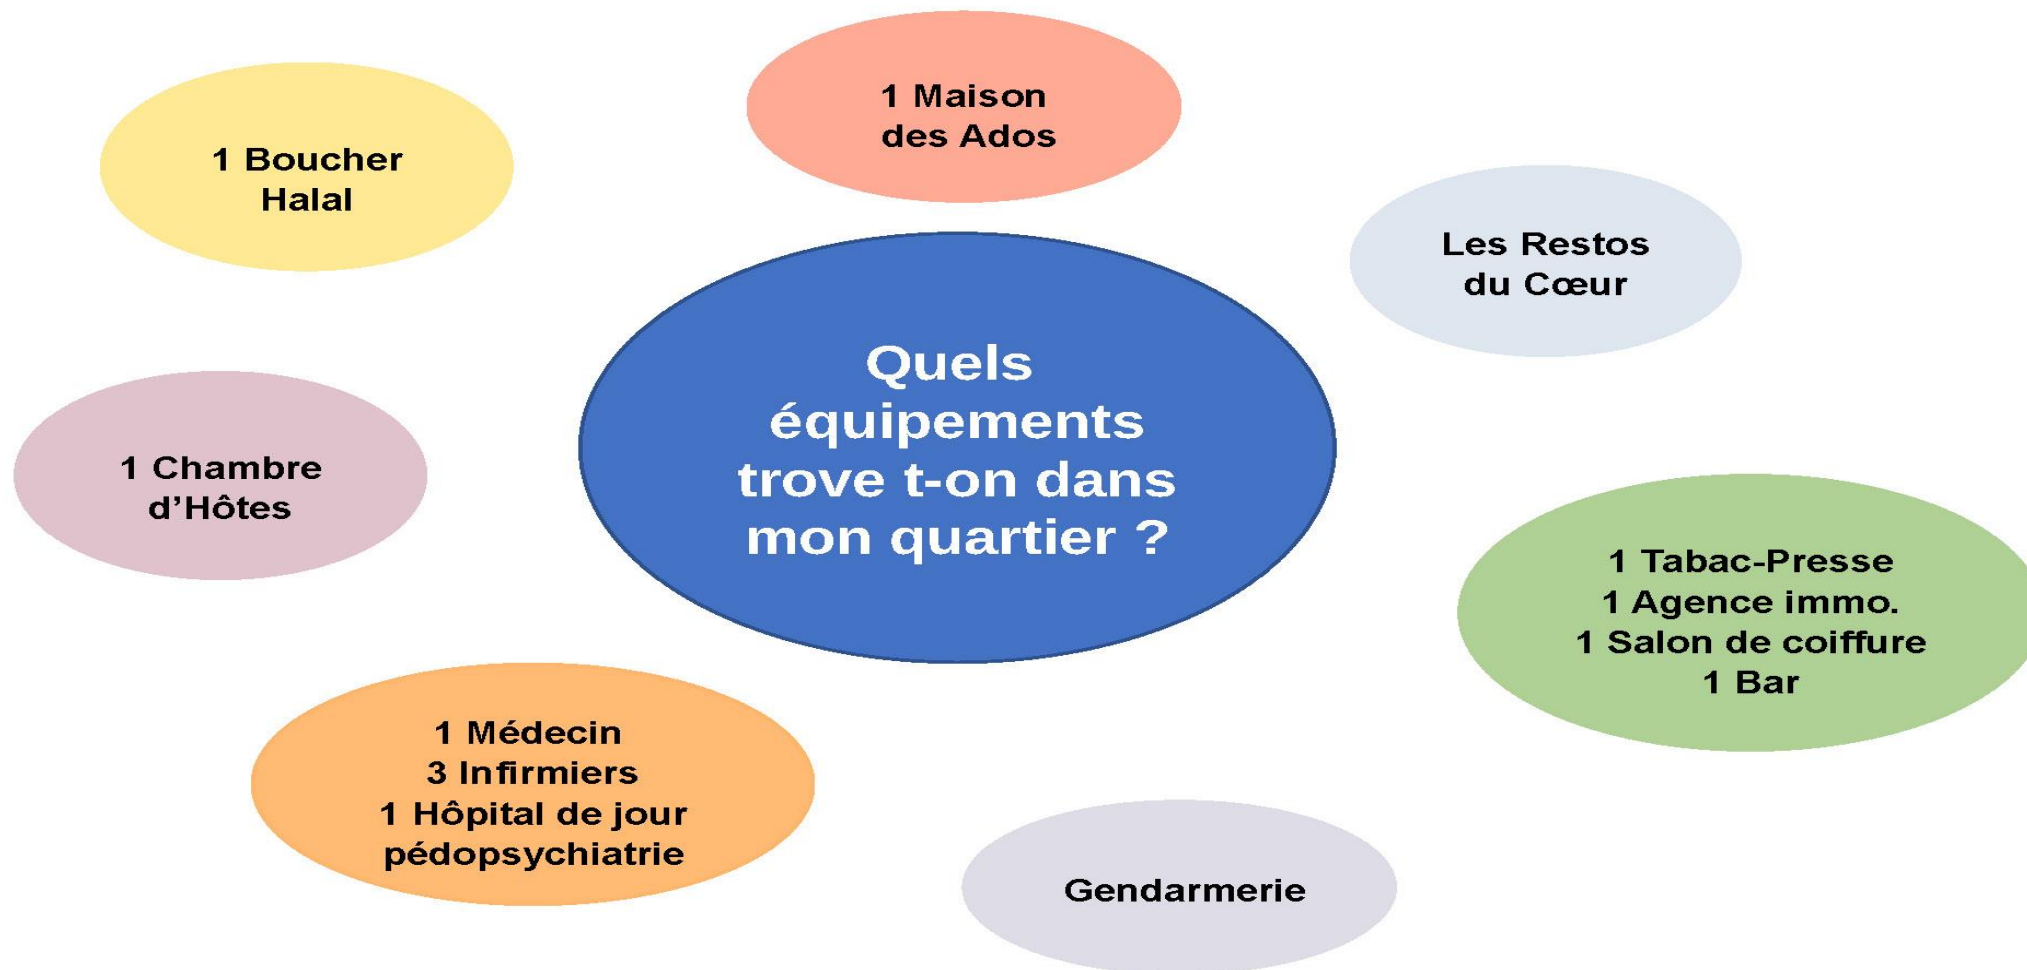 1 Maison
des Ados
1 Boucher
Halal
Les Restos
du Cœur
Quels
équipements
trove t-on dans
mon quartier ?
1 Chambre
d’Hôtes
1 Tabac-Presse
1 Agence immo.
1 Salon de coiffure
1 Bar
1 Médecin
3 Infirmiers
1 Hôpital de jour
pédopsychiatrie
Gendarmerie